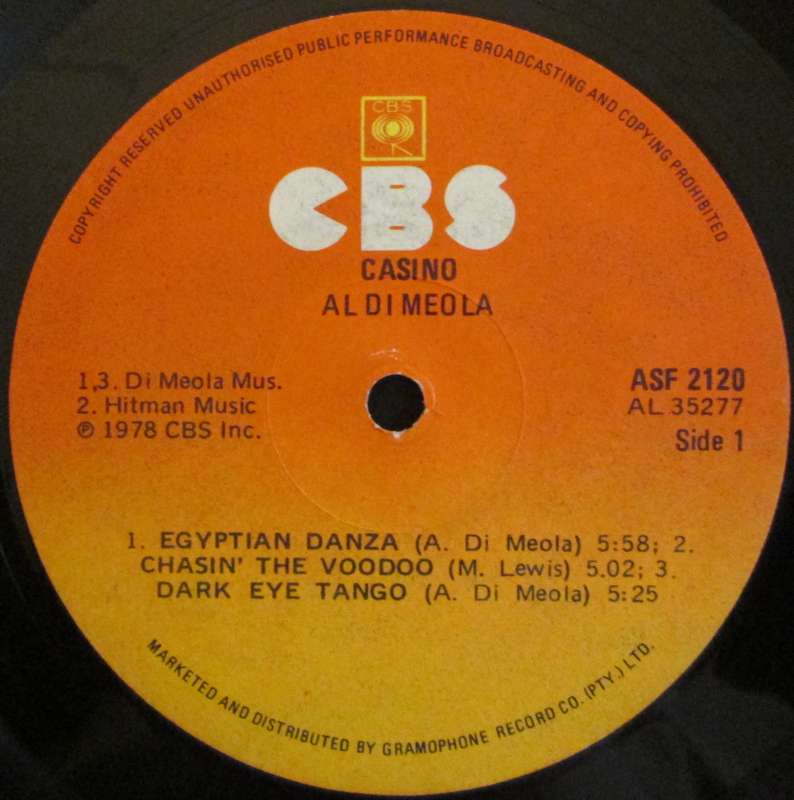 COPYRIGHT RESERVED UNAUTHORISED PUBLIC PERFORMANCE BROADCASTING AND COPYING PROHIBITED
CBS
CBS
CASINO
AL DI MEOLA
1,3. Di Meola Mus.
2. Hitman Music
℗ 1978 CBS Inc.
ASF 2120
AL 35277
Side 1
1. EGYPTIAN DANZA (A. Di Meola) 5:58; 2.
CHASIN' THE VOODOO (M. Lewis) 5.02; 3.
DARK EYE TANGO (A. Di Meola) 5:25
MARKETED AND DISTRIBUTED BY GRAMOPHONE RECORD CO. (PTY.) LTD.